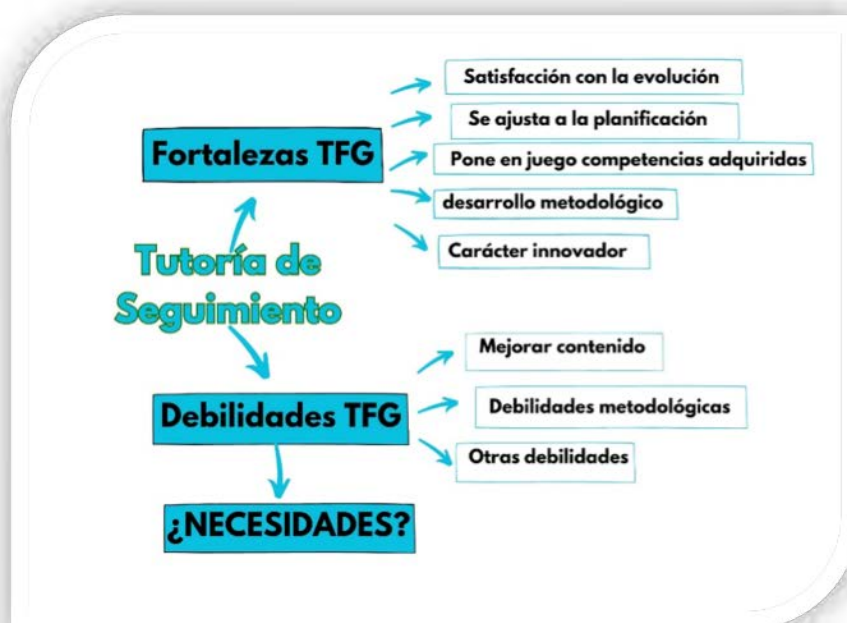 Satisfacción con la evolución
Se ajusta a la planificación
Fortalezas TFG
Pone en juego competencias adquiridas
desarrollo metodológico
Carácter innovador
Tutoría de
Seguimiento
Mejorar contenido
Debilidades TFG
Debilidades metodológicas
Otras debilidades
¿NECESIDADES?